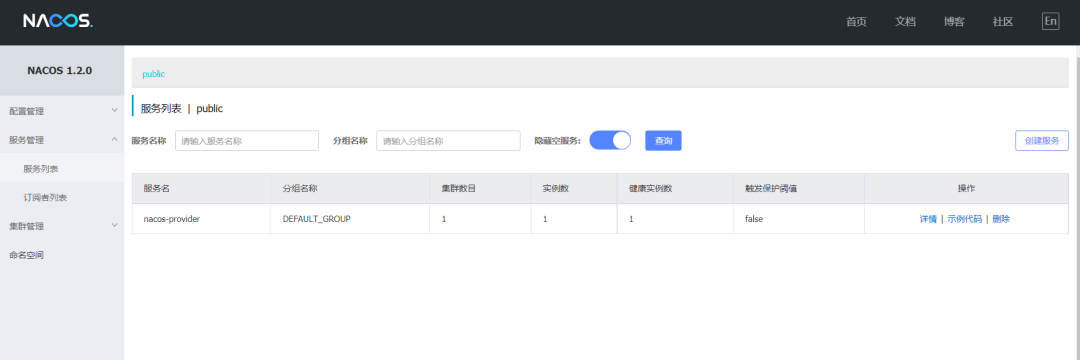 NACOS.
首页 文档 博客 社区 En
NACOS 1.2.0
配置管理
服务管理
服务列表
订阅者列表
集群管理
命名空间
public
服务列表 | public
服务名称 请输入服务名称 分组名称 请输入分组名称 隐藏空服务: 查询 创建服务
服务名 分组名称 集群数目 实例数 健康实例数 触发保护阈值 操作
nacos-provider DEFAULT_GROUP 1 1 1 false 详情 | 示例代码 | 删除